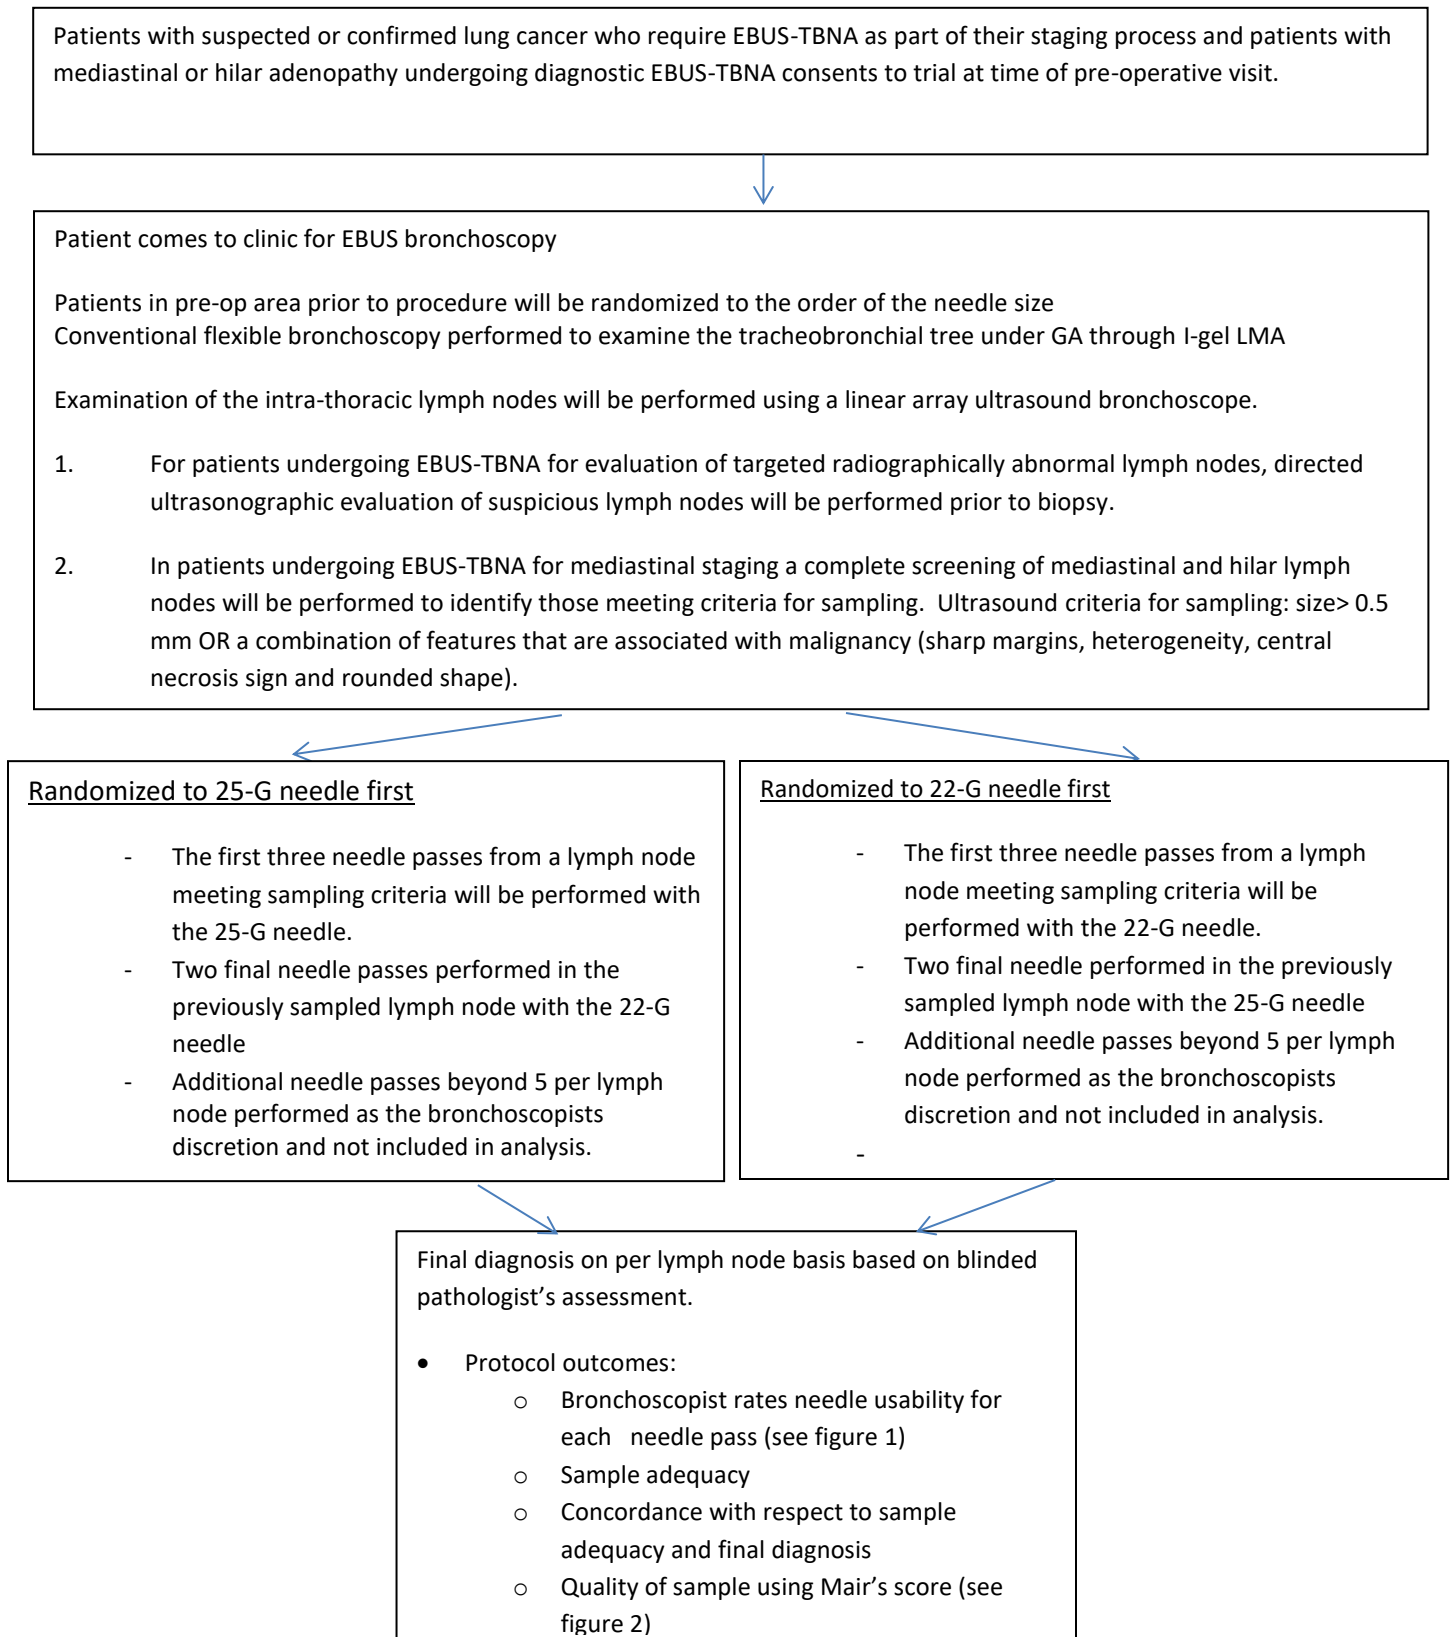 Patients with suspected or confirmed lung cancer who require EBUS-TBNA as part of their staging process and patients with
mediastinal or hilar adenopathy undergoing diagnostic EBUS-TBNA consents to trial at time of pre-operative visit.
Patient comes to clinic for EBUS bronchoscopy
Patients in pre-op area prior to procedure will be randomized to the order of the needle size
Conventional flexible bronchoscopy performed to examine the tracheobronchial tree under GA through I-gel LMA
Examination of the intra-thoracic lymph nodes will be performed using a linear array ultrasound bronchoscope.
1. For patients undergoing EBUS-TBNA for evaluation of targeted radiographically abnormal lymph nodes, directed
ultrasonographic evaluation of suspicious lymph nodes will be performed prior to biopsy.
2. In patients undergoing EBUS-TBNA for mediastinal staging a complete screening of mediastinal and hilar lymph
nodes will be performed to identify those meeting criteria for sampling. Ultrasound criteria for sampling: size> 0.5
mm OR a combination of features that are associated with malignancy (sharp margins, heterogeneity, central
necrosis sign and rounded shape).
Randomized to 25-G needle first
- The first three needle passes from a lymph node
meeting sampling criteria will be performed with
the 25-G needle.
- Two final needle passes performed in the
previously sampled lymph node with the 22-G
needle
- Additional needle passes beyond 5 per lymph
node performed as the bronchoscopists
discretion and not included in analysis.
Randomized to 22-G needle first
- The first three needle passes from a lymph
node meeting sampling criteria will be
performed with the 22-G needle.
- Two final needle performed in the previously
sampled lymph node with the 25-G needle
- Additional needle passes beyond 5 per lymph
node performed as the bronchoscopists
discretion and not included in analysis.
-
Final diagnosis on per lymph node basis based on blinded
pathologist’s assessment.
• Protocol outcomes:
o Bronchoscopist rates needle usability for
each needle pass (see figure 1)
o Sample adequacy
o Concordance with respect to sample
adequacy and final diagnosis
o Quality of sample using Mair’s score (see
figure 2)